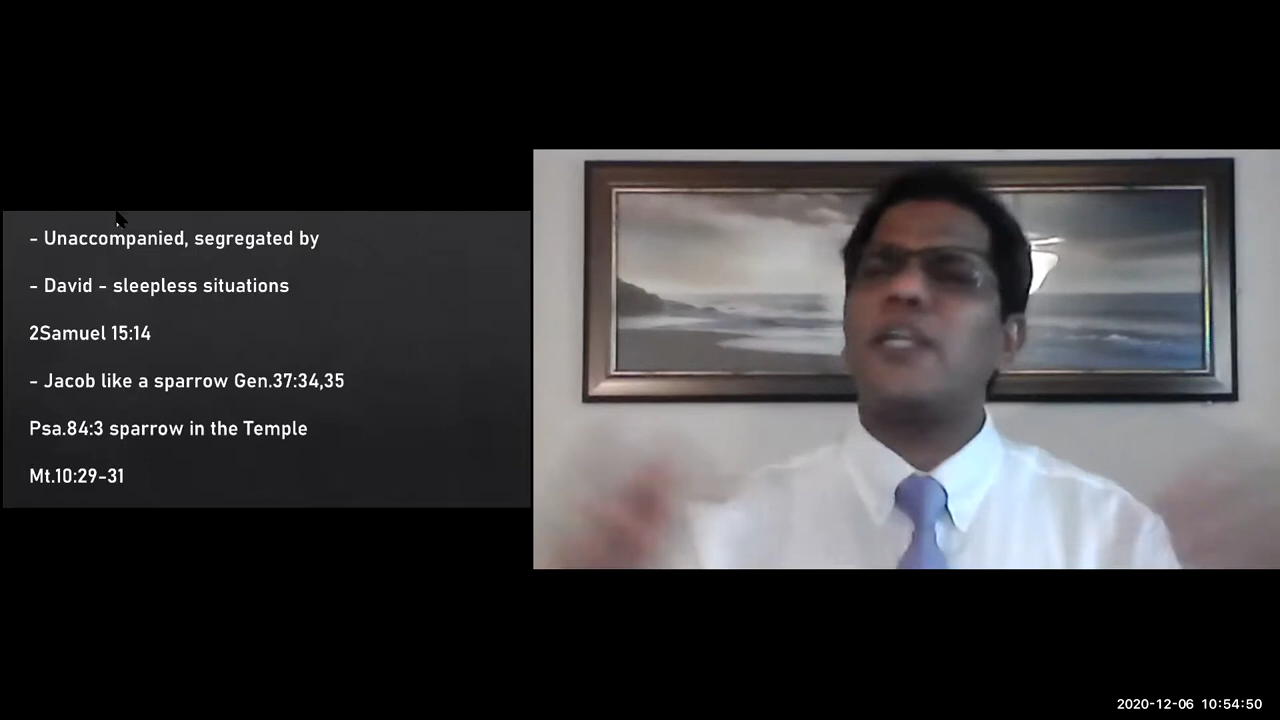 - Unaccompanied, segregated by
- David - sleepless situations
2Samuel 15:14
- Jacob like a sparrow Gen.37:34,35
Psa.84:3 sparrow in the Temple
Mt.10:29-31
2020-12-06 10:54:50